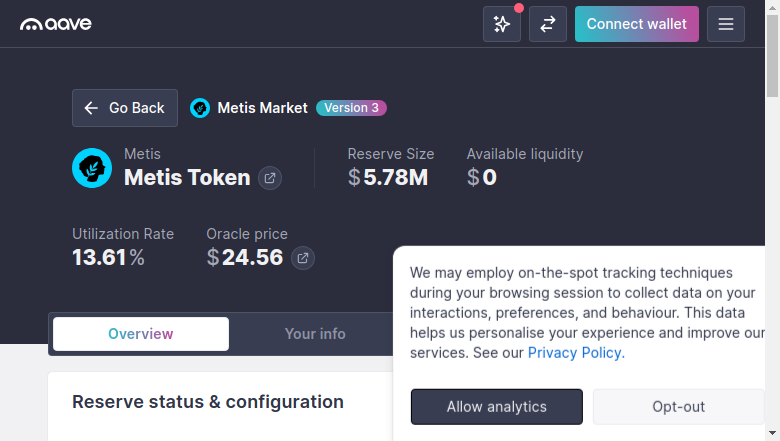 aave
Connect wallet
Go Back
Metis Market
Version 3
Metis
Metis Token
Reserve Size
$5.78M
Available liquidity
$0
Utilization Rate
13.61%
Oracle price
$24.56
Overview
Your info
Reserve status & configuration
We may employ on-the-spot tracking techniques
during your browsing session to collect data on your
interactions, preferences, and behaviour. This data
helps us personalise your experience and improve our
services. See our Privacy Policy.
Allow analytics
Opt-out